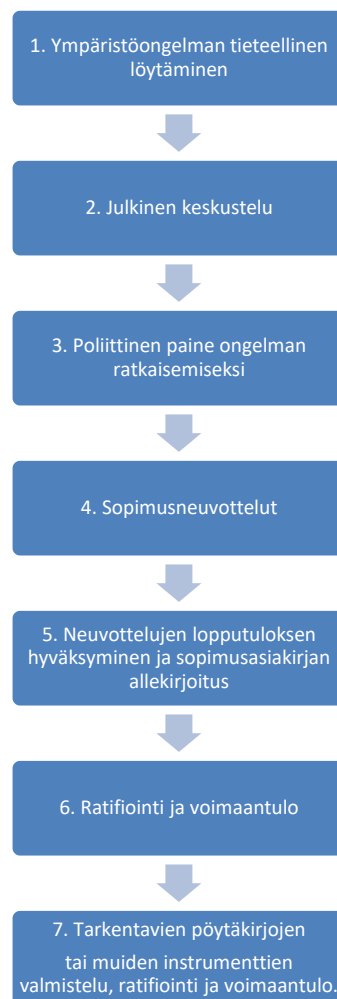 1. Ympäristöongelman tieteellinen
löytäminen
2. Julkinen keskustelu
3. Poliittinen paine ongelman
ratkaisemiseksi
4. Sopimusneuvottelut
5. Neuvottelujen lopputuloksen
hyväksyminen ja sopimusasiakirjan
allekirjoitus
6. Ratifiointi ja voimaantulo
7. Tarkentavien pöytäkirjojen
tai muiden instrumenttien
valmistelu, ratifiointi ja voimaantulo.